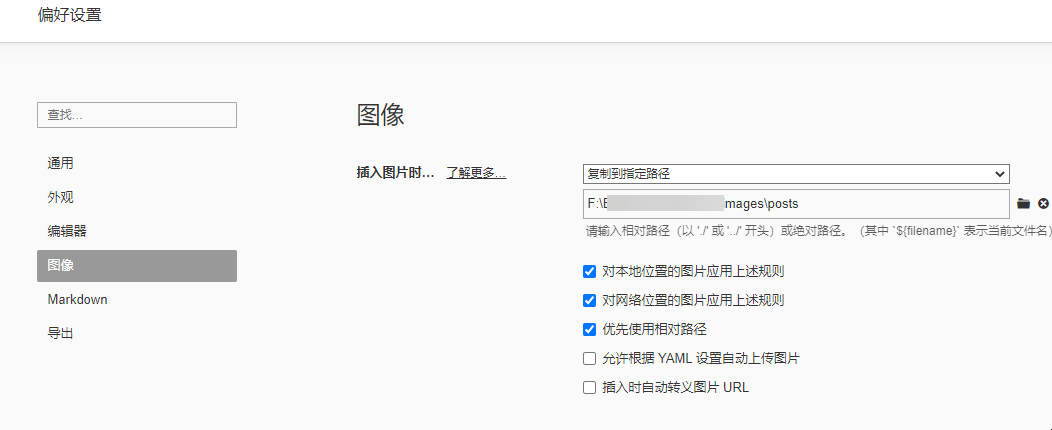 偏好设置
查找...
通用
外观
编辑器
图像
Markdown
导出
图像
插入图片时... 了解更多...
复制到指定路径
F:\ mages\posts
请输入相对路径（以 './' 或 '../' 开头）或绝对路径。（其中 `${filename}` 表示当前文件名）
对本地位置的图片应用上述规则
对网络位置的图片应用上述规则
优先使用相对路径
允许根据 YAML 设置自动上传图片
插入时自动转义图片 URL